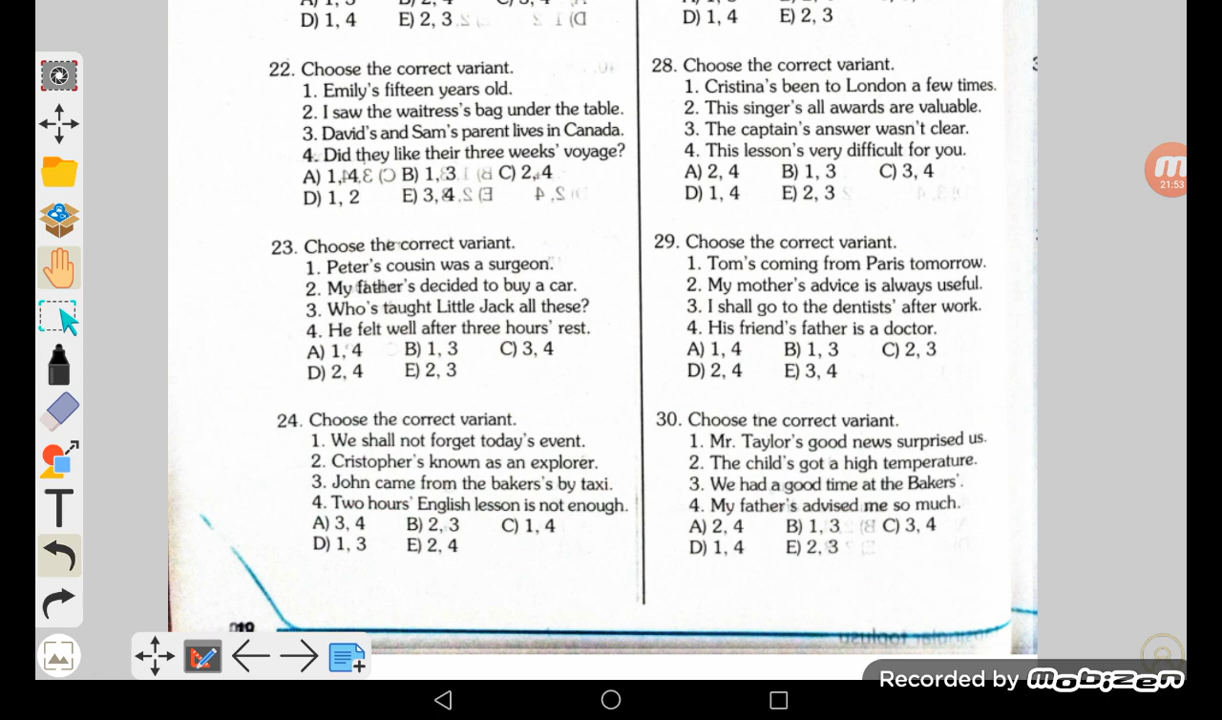 D) 1, 4 E) 2, 3
22. Choose the correct variant.
1. Emily's fifteen years old.
2. I saw the waitress's bag under the table.
3. David's and Sam's parent lives in Canada.
4. Did they like their three weeks' voyage?
A) 1, 4 B) 1, 3 C) 2, 4
D) 1, 2 E) 3, 4
23. Choose the correct variant.
1. Peter's cousin was a surgeon.
2. My father's decided to buy a car.
3. Who's taught Little Jack all these?
4. He felt well after three hours' rest.
A) 1, 4 B) 1, 3 C) 3, 4
D) 2, 4 E) 2, 3
24. Choose the correct variant.
1. We shall not forget today's event.
2. Cristopher's known as an explorer.
3. John came from the bakers's by taxi.
4. Two hours' English lesson is not enough.
A) 3, 4 B) 2, 3 C) 1, 4
D) 1, 3 E) 2, 4
D) 1, 4 E) 2, 3
28. Choose the correct variant.
1. Cristina's been to London a few times.
2. This singer's all awards are valuable.
3. The captain's answer wasn't clear.
4. This lesson's very difficult for you.
A) 2, 4 B) 1, 3 C) 3, 4
D) 1, 4 E) 2, 3
29. Choose the correct variant.
1. Tom's coming from Paris tomorrow.
2. My mother's advice is always useful.
3. I shall go to the dentists' after work.
4. His friend's father is a doctor.
A) 1, 4 B) 1, 3 C) 2, 3
D) 2, 4 E) 3, 4
30. Choose the correct variant.
1. Mr. Taylor's good news surprised us.
2. The child's got a high temperature.
3. We had a good time at the Bakers'.
4. My father's advised me so much.
A) 2, 4 B) 1, 3 C) 3, 4
D) 1, 4 E) 2, 3
T
21:53
Recorded by mobizen